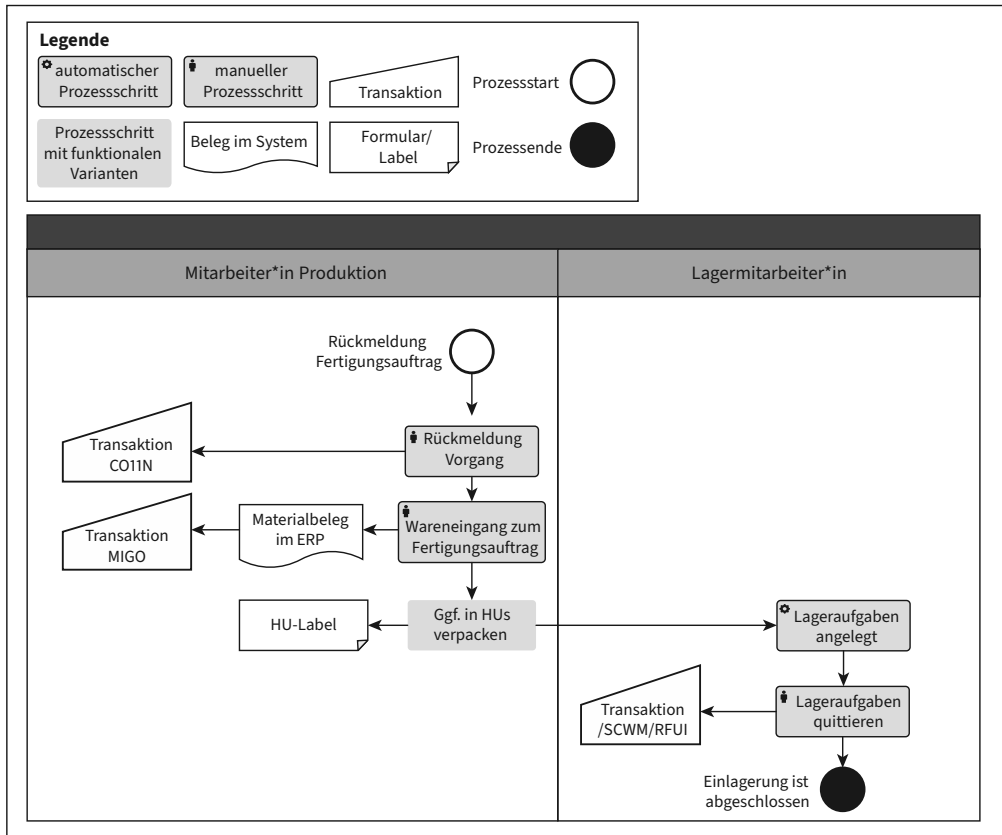 Legende
automatischer
Prozessschritt
manueller
Prozessschritt
Transaktion
Prozessstart
Prozessschritt
mit funktionalen
Varianten
Beleg im System
Formular/
Label
Prozessende
Mitarbeiter*in Produktion
Lagermitarbeiter*in
Rückmeldung
Fertigungsauftrag
Transaktion
CO11N
Rückmeldung
Vorgang
Transaktion
MIGO
Materialbeleg
im ERP
Wareneingang zum
Fertigungsauftrag
HU-Label
Ggf. in HUs
verpacken
Lageraufgaben
angelegt
Transaktion
/SCWM/RFUI
Lageraufgaben
quittieren
Einlagerung ist
abgeschlossen